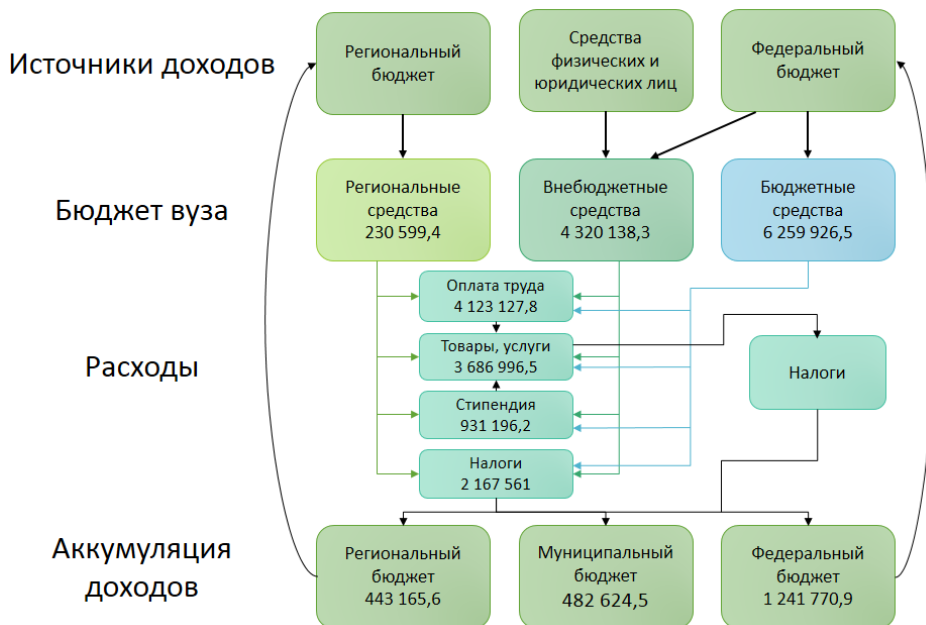 Источники доходов
Региональный
бюджет
Средства
физических и
юридических лиц
Федеральный
бюджет
Бюджет вуза
Региональные
средства
230 599,4
Внебюджетные
средства
4 320 138,3
Бюджетные
средства
6 259 926,5
Расходы
Оплата труда
4 123 127,8
Товары, услуги
3 686 996,5
Стипендия
931 196,2
Налоги
2 167 561
Налоги
Аккумуляция
доходов
Региональный
бюджет
443 165,6
Муниципальный
бюджет
482 624,5
Федеральный
бюджет
1 241 770,9